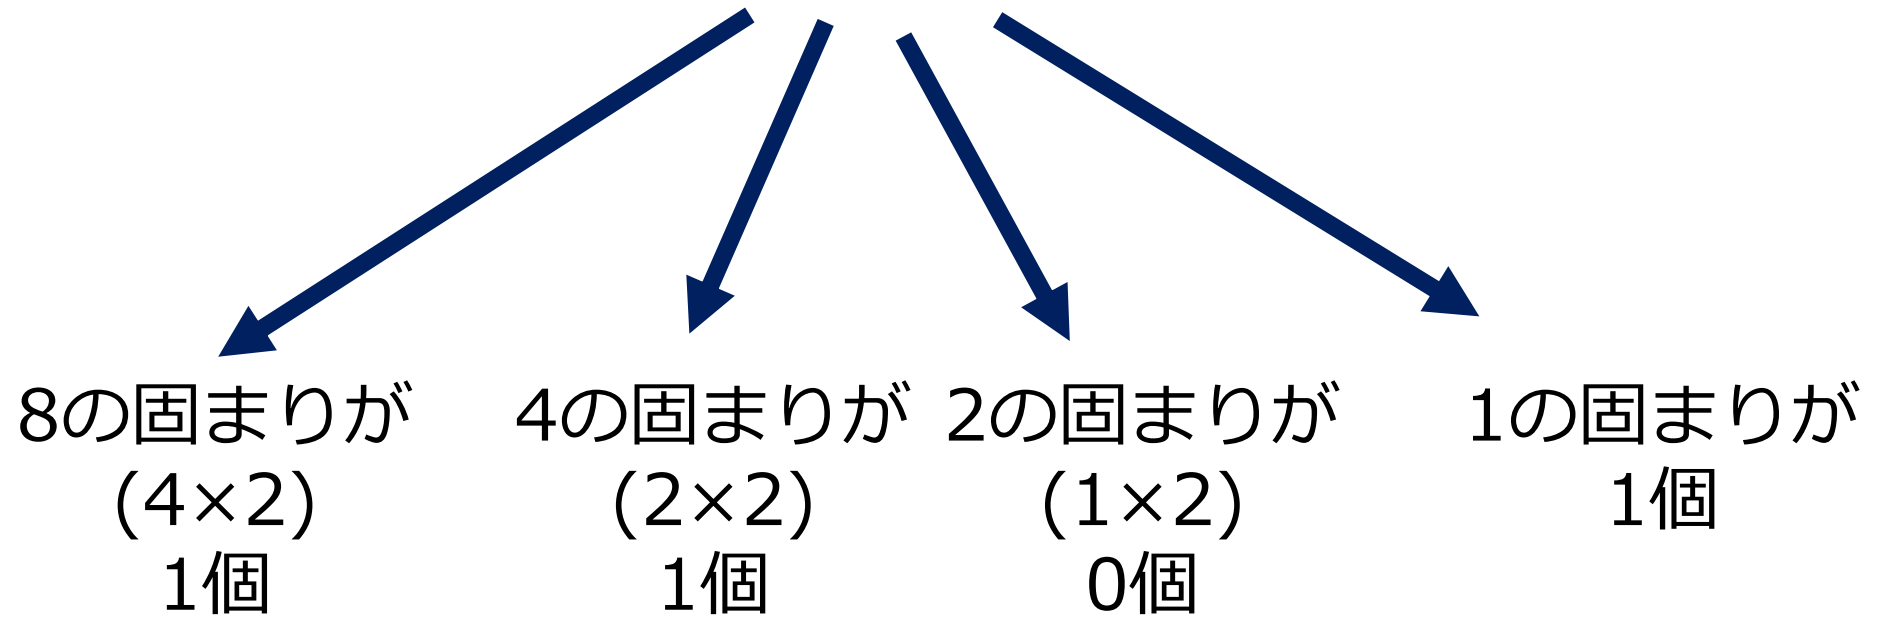 8の固まりが
(4×2)
1個
4の固まりが
(2×2)
1個
2の固まりが
(1×2)
0個
1の固まりが
1個